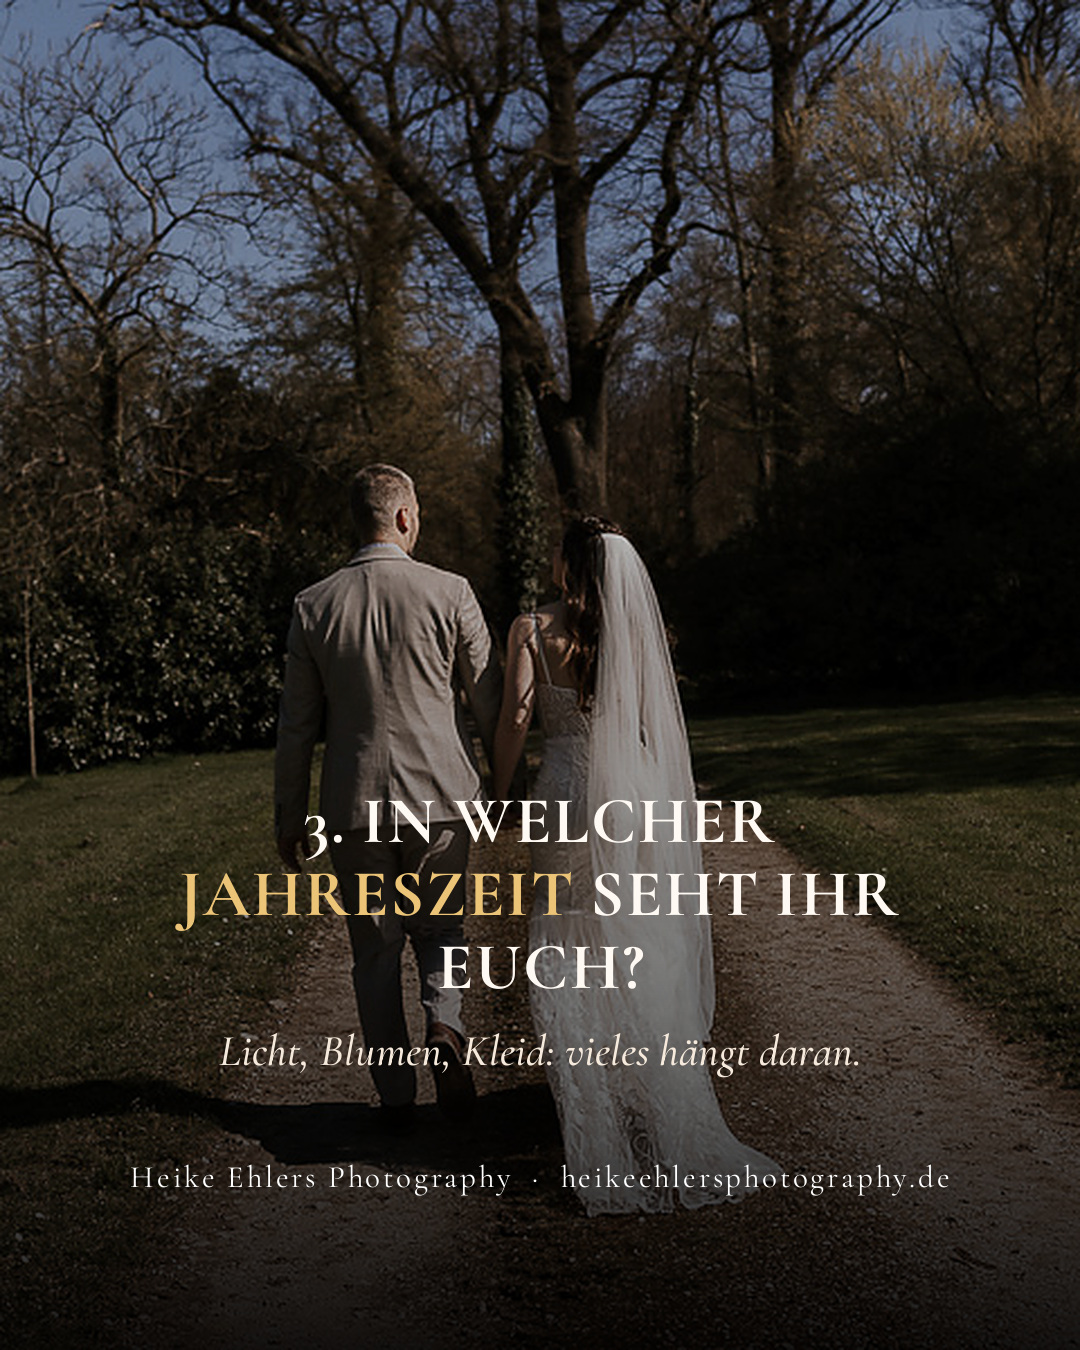 3. IN WELCHER
JAHRESZEIT SEHT IHR
EUCH?
Licht, Blumen, Kleid: vieles hängt daran.
Heike Ehlers Photography · heikeehlersphotography.de